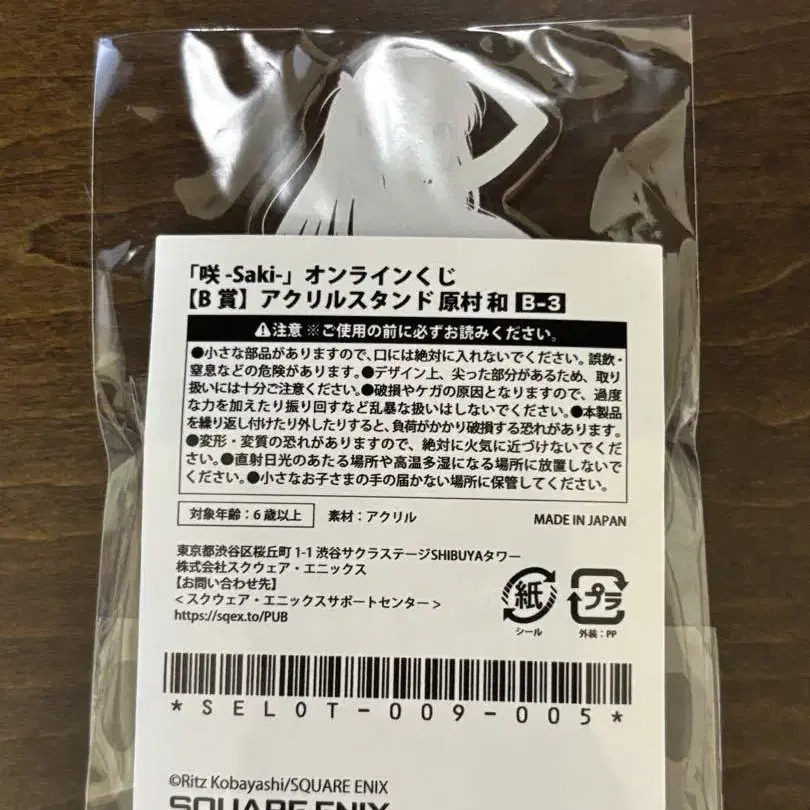 「咲 -Saki-」オンラインくじ
【B 賞】アクリルスタンド 原村 和 B-3
注意 ※ご使用の前に必ずお読みください。
●小さな部品がありますので、口には絶対に入れないでください。誤飲・
窒息などの危険があります。●デザイン上、尖った部分があるため、取り
扱いには十分ご注意ください。●破損やケガの原因となりますので、過度
な力を加えたり振り回すなど乱暴な扱いはしないでください。●本製品
を繰り返し付けたり外したりすると、負荷がかかり破損する恐れがあります。
●変形・変質の恐れがありますので、絶対に火気に近づけないでくだ
さい。●直射日光のあたる場所や高温多湿になる場所に放置しないで
ください。●小さなお子さまの手の届かない場所に保管してください。
対象年齢：6 歳以上 素材：アクリル MADE IN JAPAN
東京都渋谷区桜丘町 1-1 渋谷サクラステージSHIBUYAタワー
株式会社スクウェア・エニックス
【お問い合わせ先】
< スクウェア・エニックスサポートセンター >
https://sqex.to/PUB
紙 プラ
シール 外装：PP
*SELOT-009-005*
©Ritz Kobayashi/SQUARE ENIX
SQUARE ENIX